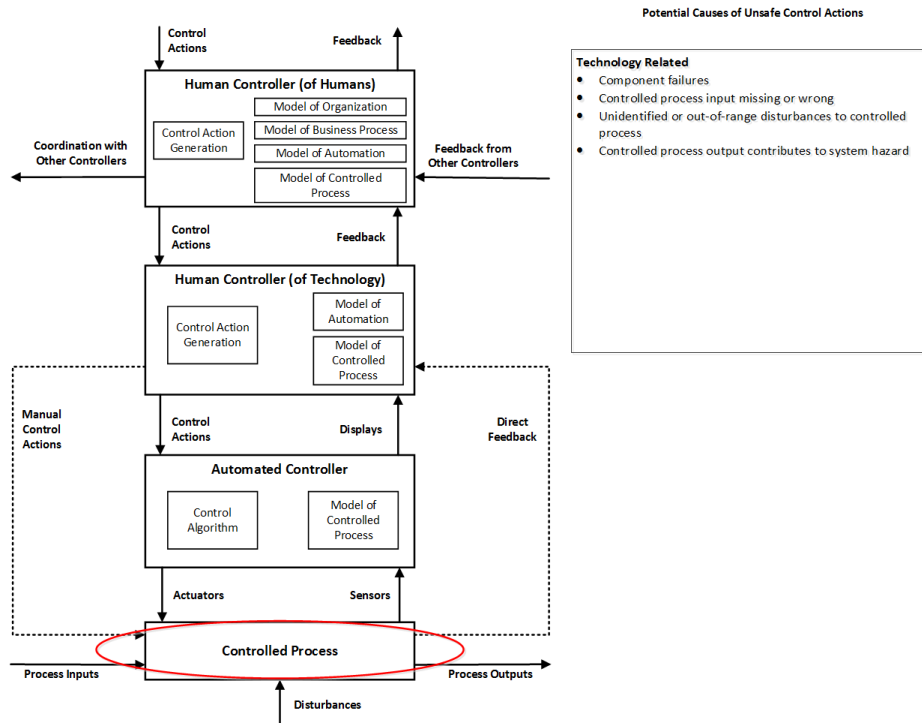 Potential Causes of Unsafe Control Actions
Control
Actions
Feedback
Human Controller (of Humans)
Model of Organization
Model of Business Process
Model of Automation
Model of Controlled
Process
Control Action
Generation
Coordination with
Other Controllers
Feedback from
Other Controllers
Control
Actions
Feedback
Human Controller (of Technology)
Control Action
Generation
Model of
Automation
Model of
Controlled
Process
Manual
Control
Actions
Control
Actions
Displays
Direct
Feedback
Automated Controller
Control
Algorithm
Model of
Controlled
Process
Actuators
Sensors
Controlled Process
Process Inputs
Process Outputs
Disturbances
Technology Related
• Component failures
• Controlled process input missing or wrong
• Unidentified or out-of-range disturbances to controlled
process
• Controlled process output contributes to system hazard